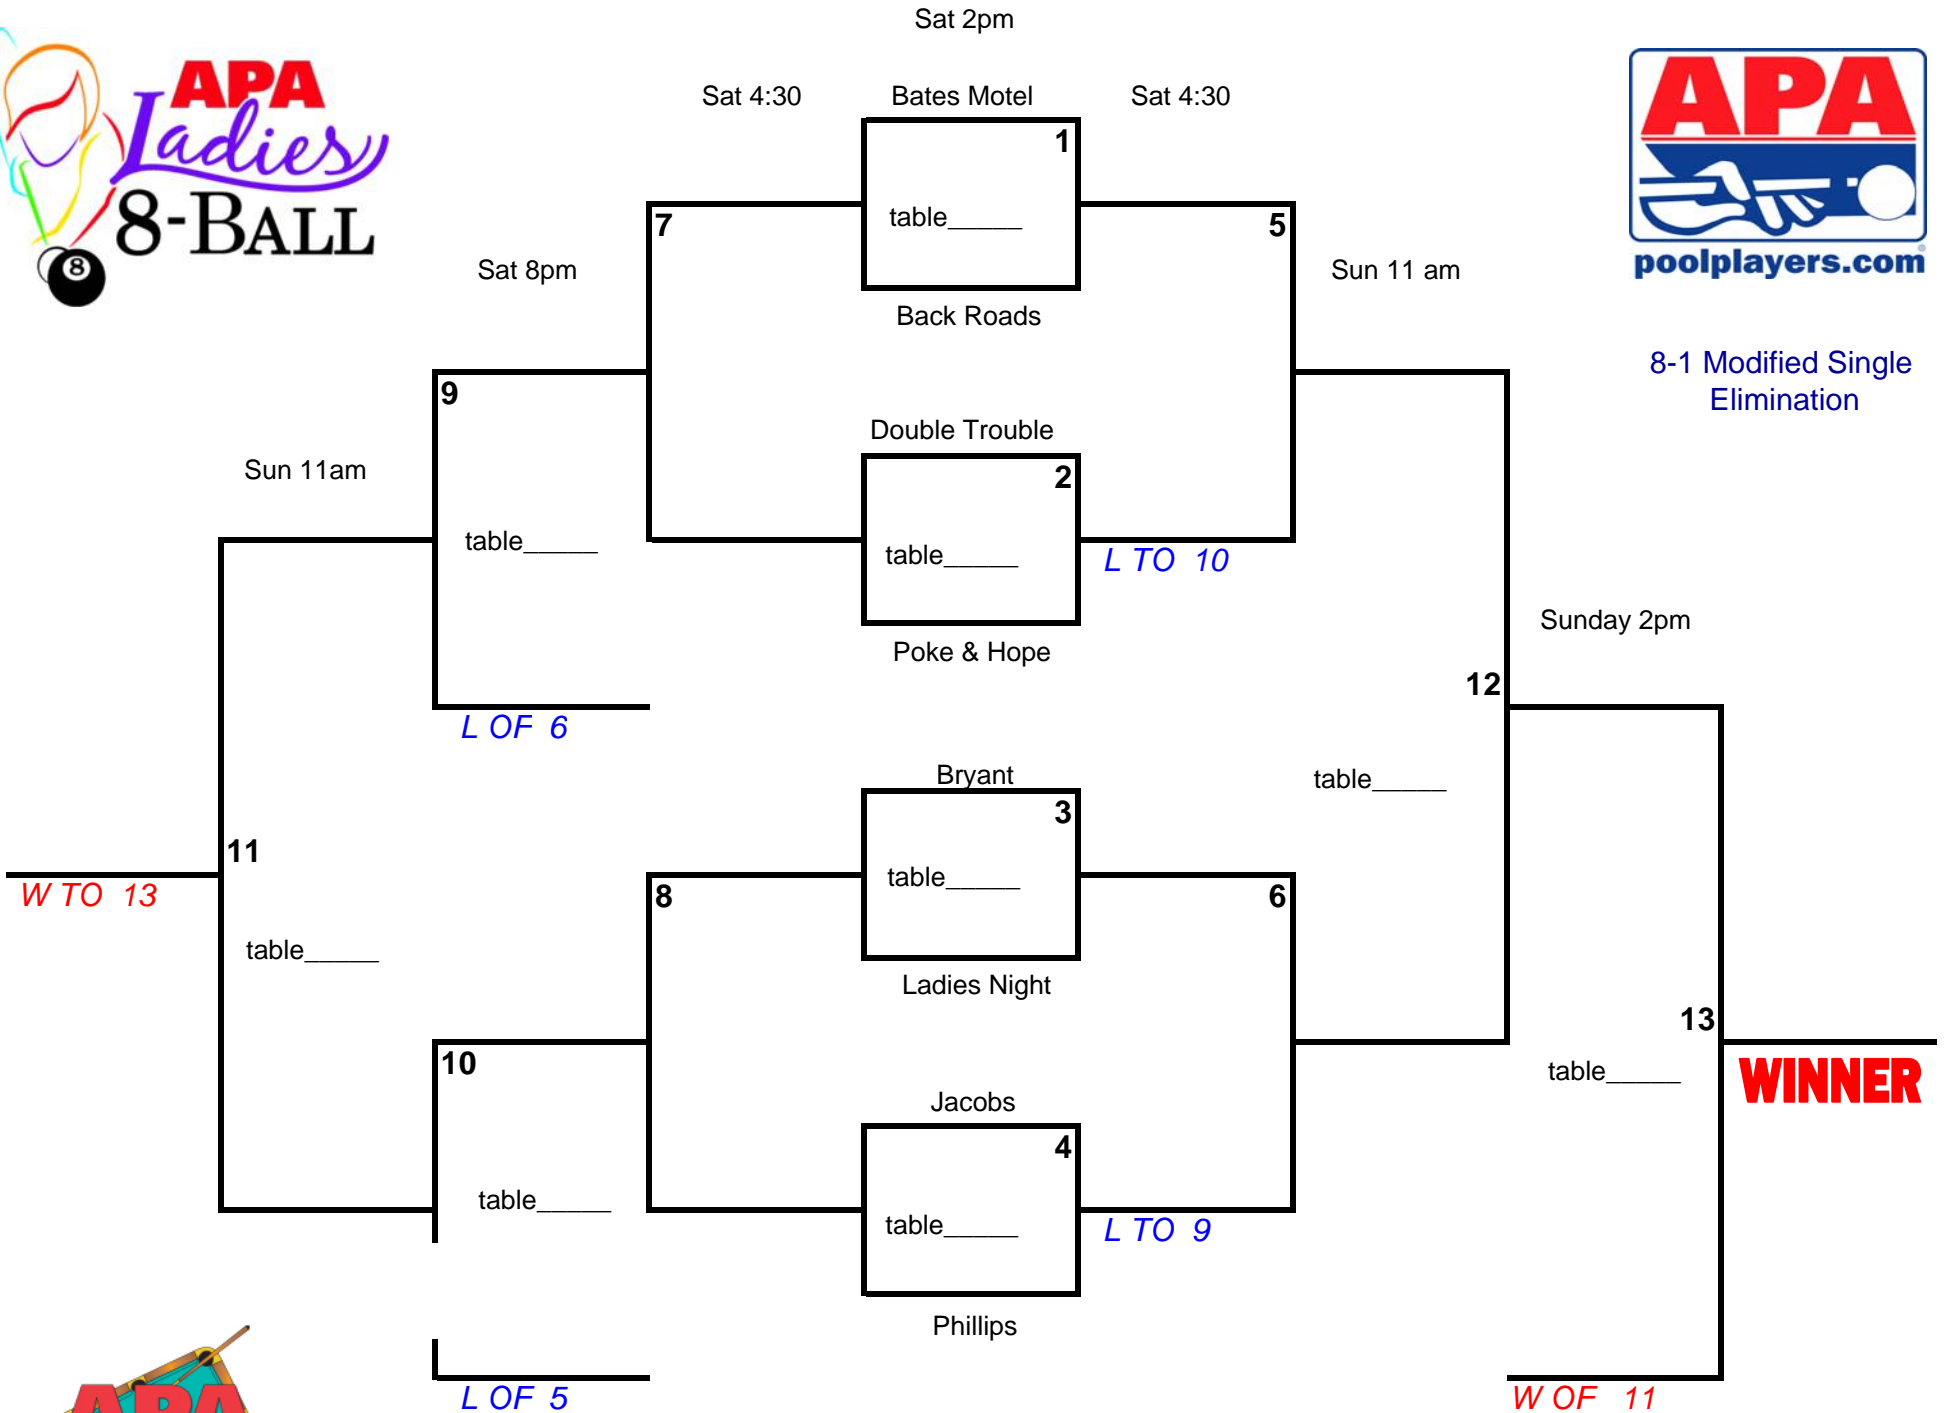 Sat 2pm
Sat 4:30
Bates Motel
Sat 4:30
APA
Ladies
8-BALL
8
APA
poolplayers.com
1
table_____
7
5
Sat 8pm
Sun 11 am
Back Roads
8-1 Modified Single
Elimination
9
Double Trouble
Sun 11am
2
table_____
table_____
L TO 10
Sunday 2pm
Poke & Hope
12
L OF 6
Bryant
table_____
3
11
table_____
W TO 13
8
6
table_____
Ladies Night
13
10
table_____
WINNER
Jacobs
4
table_____
table_____
L TO 9
Phillips
APA
L OF 5
W OF 11